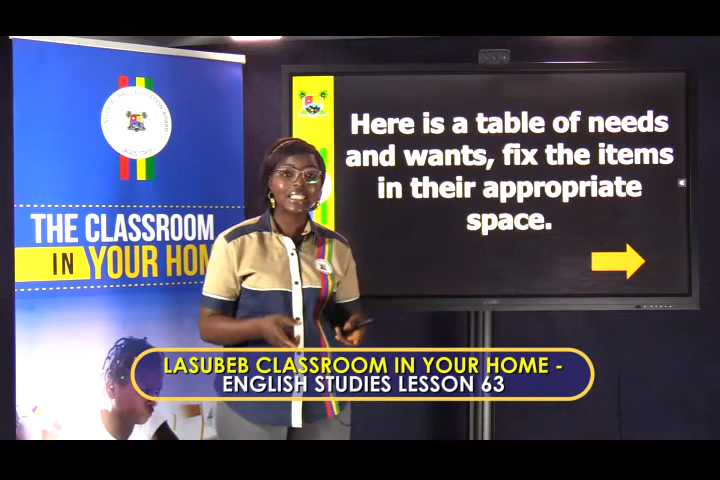 THE CLASSROOM
IN YOUR HOM
Here is a table of needs
and wants, fix the items
in their appropriate
space.
LASUBEB CLASSROOM IN YOUR HOME -
ENGLISH STUDIES LESSON 63